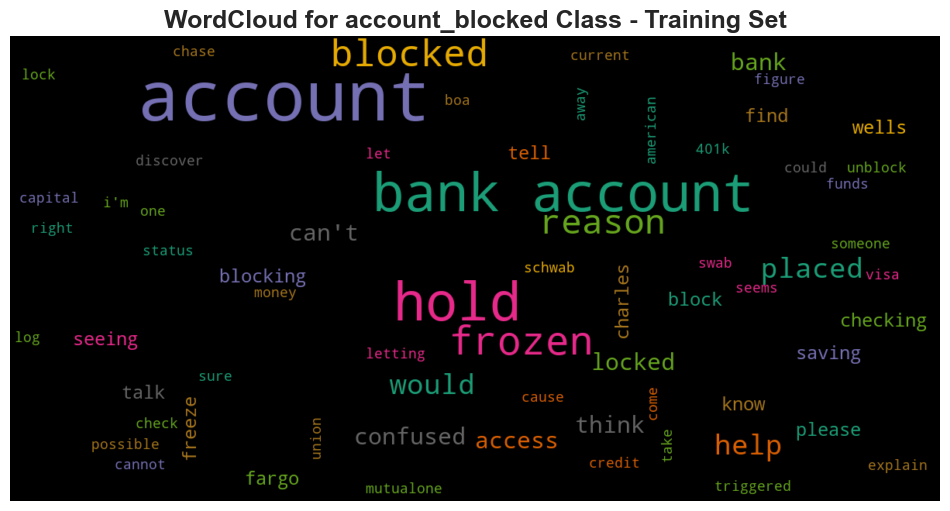 WordCloud for account_blocked Class - Training Set
chase
blocked
current
bank
lock
figure
account
boa
away
american
find
wells
discover
let
tell
401k
could
unblock
capital
i'm
one
bank account
funds
right
can't
reason
status
someone
blocking
money
schwab
charles
swab
seems
placed
visa
hold
block
checking
log
seeing
frozen
letting
locked
saving
sure
would
talk
cause
come
know
check
freeze
possible
cannot
union
confused
access
think
take
help
please
fargo
mutualone
credit
triggered
explain